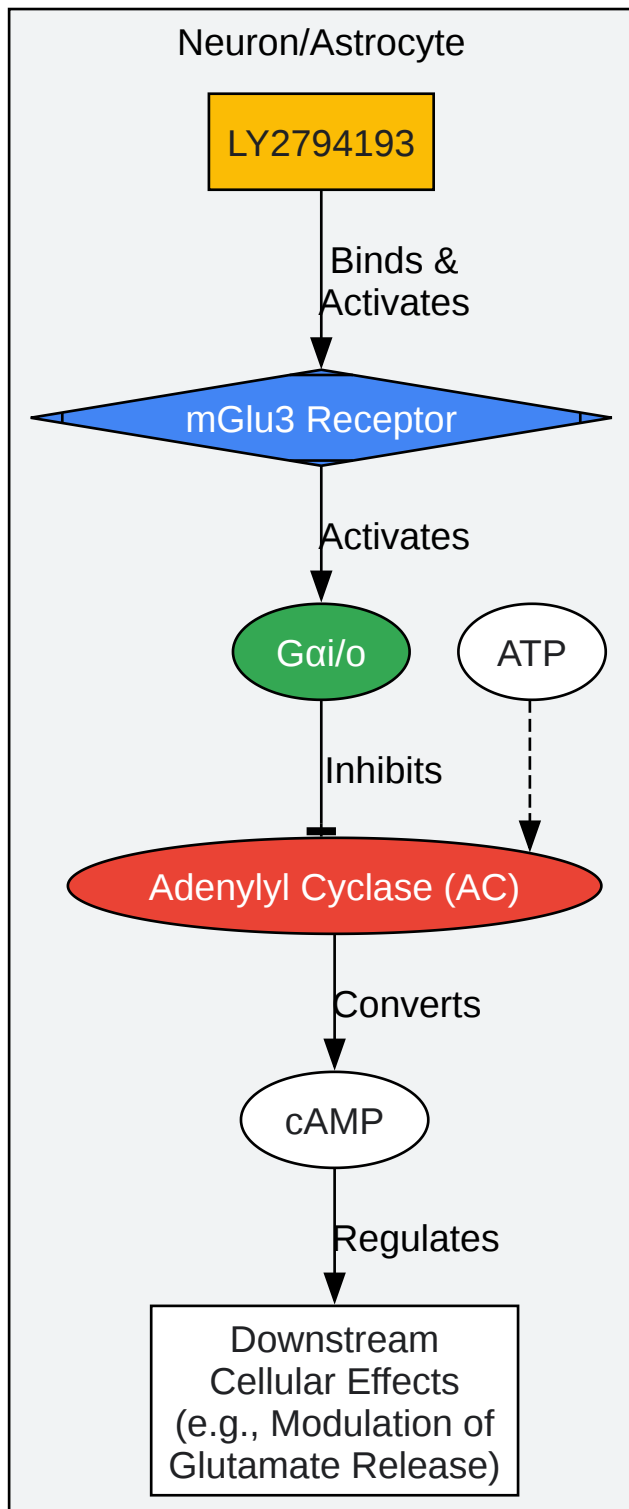 Neuron/Astrocyte
LY2794193
Binds &
Activates
mGlu3 Receptor
Activates
Gαi/o
ATP
Inhibits
Adenylyl Cyclase (AC)
Converts
cAMP
Regulates
Downstream
Cellular Effects
(e.g., Modulation of
Glutamate Release)